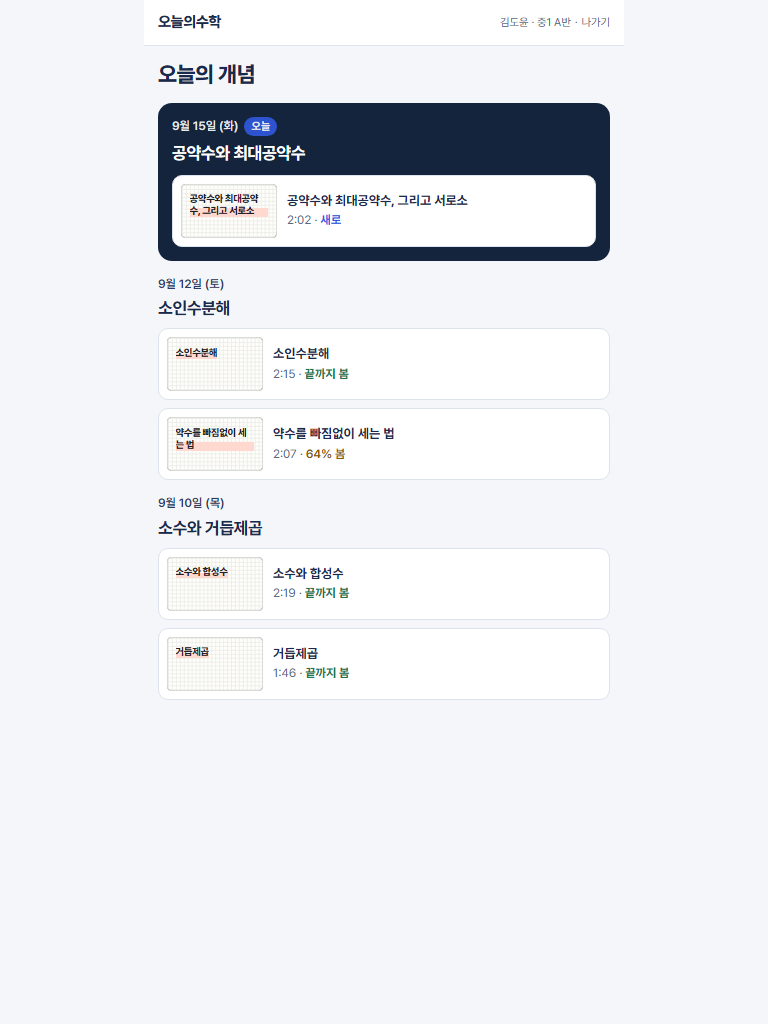 오늘의수학
김도윤 · 중1 A반 · 나가기
오늘의 개념
9월 15일 (화) 오늘
공약수와 최대공약수
공약수와 최대공약
수, 그리고 서로소
공약수와 최대공약수, 그리고 서로소
2:02 · 새로
9월 12일 (토)
소인수분해
소인수분해
소인수분해
2:15 · 끝까지 봄
약수를 빠짐없이 세
는 법
약수를 빠짐없이 세는 법
2:07 · 64% 봄
9월 10일 (목)
소수와 거듭제곱
소수와 합성수
소수와 합성수
2:19 · 끝까지 봄
거듭제곱
거듭제곱
1:46 · 끝까지 봄